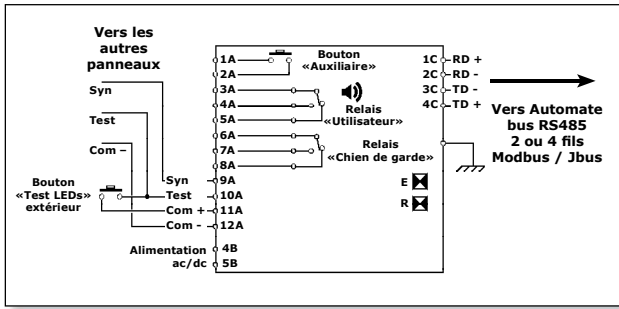 Vers les
autres
panneaux
Syn
Test
Com –
Bouton
«Test LEDs»
extérieur
Syn
Test
Com +
Com -
Alimentation
ac/dc
1A
2A
3A
4A
5A
6A
7A
8A
9A
10A
11A
12A
4B
5B
Bouton
«Auxiliaire»
Relais
«Utilisateur»
Relais
«Chien de garde»
E
R
1C
2C
3C
4C
RD +
RD -
TD -
TD +
Vers Automate
bus RS485
2 ou 4 fils
Modbus / Jbus